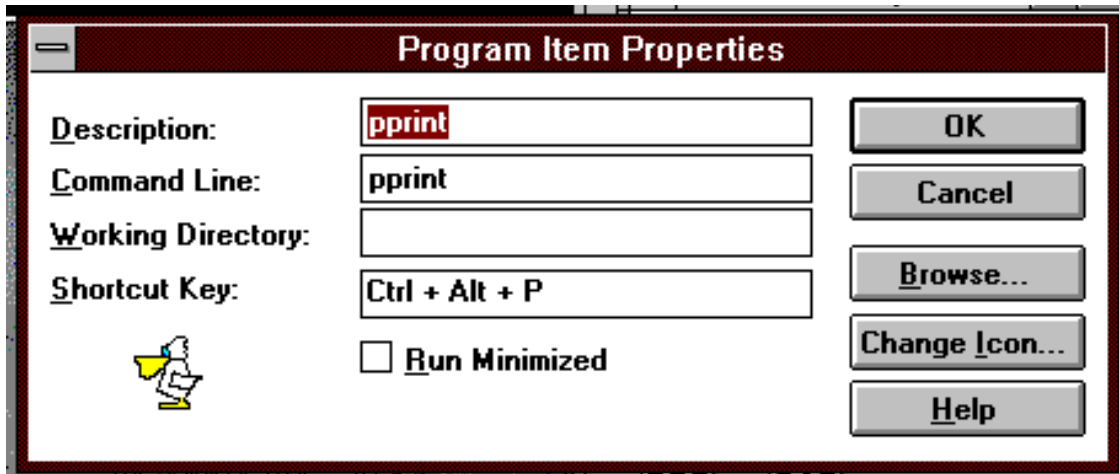 Program Item Properties
Description: pprint
Command Line: pprint
Working Directory:
Shortcut Key: Ctrl + Alt + P
Run Minimized
OK
Cancel
Browse...
Change Icon...
Help